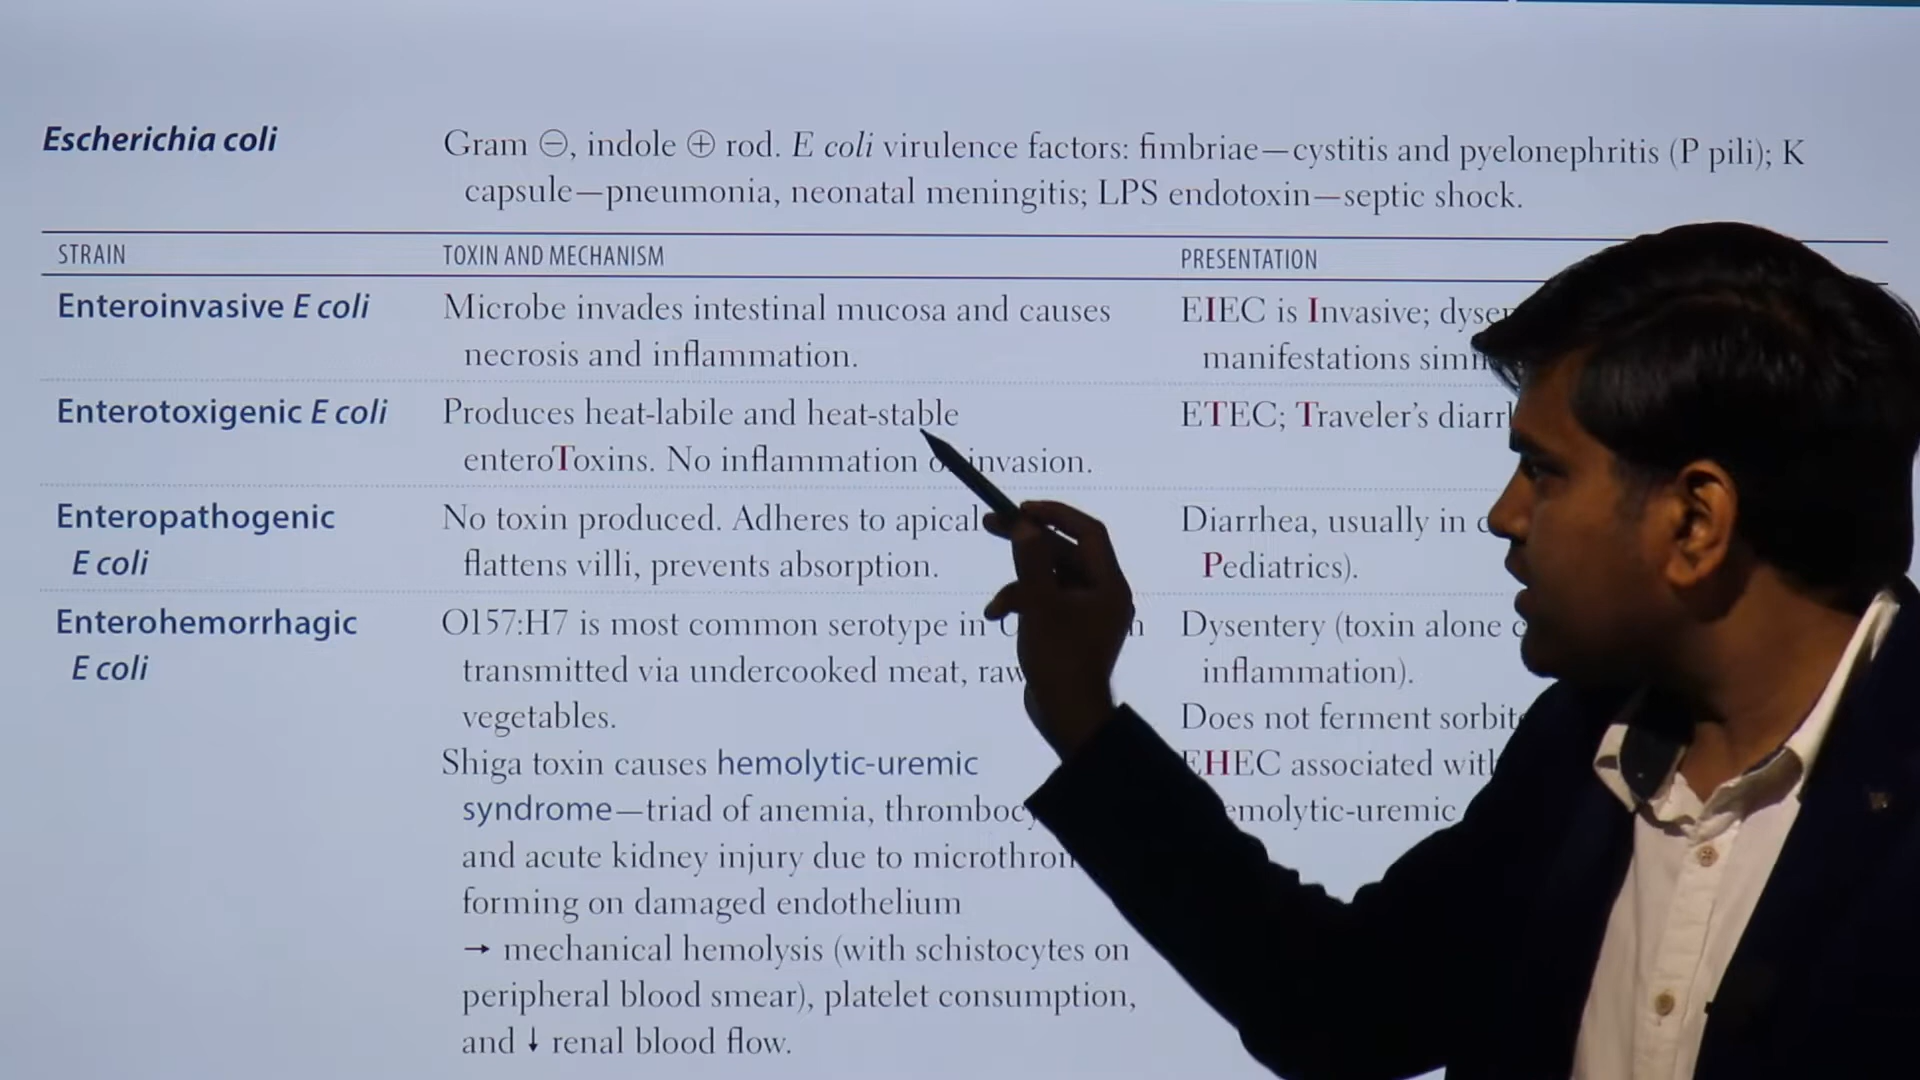 Escherichia coli
Gram ⊖, indole ⊕ rod. E coli virulence factors: fimbriae—cystitis and pyelonephritis (P pili); K
capsule—pneumonia, neonatal meningitis; LPS endotoxin—septic shock.
STRAIN TOXIN AND MECHANISM PRESENTATION
Enteroinvasive E coli
Microbe invades intestinal mucosa and causes
necrosis and inflammation.
EIEC is Invasive;
manifestations
Enterotoxigenic E coli
Produces heat-labile and heat-stable
enteroToxins. No inflammation invasion.
ETEC; Traveler's
Enteropathogenic
E coli
No toxin produced. Adheres to apical
flattens villi, prevents absorption.
Diarrhea, usually in
Pediatrics).
Enterohemorrhagic
E coli
O157:H7 is most common serotype in
transmitted via undercooked meat, raw
vegetables.
Shiga toxin causes hemolytic-uremic
syndrome—triad of anemia,
and acute kidney injury due to
forming on damaged endothelium
→ mechanical hemolysis (with schistocytes on
peripheral blood smear), platelet consumption,
and ↓ renal blood flow.
Dysentery (toxin alone
inflammation).
Does not ferment
EHEC associated
uremic